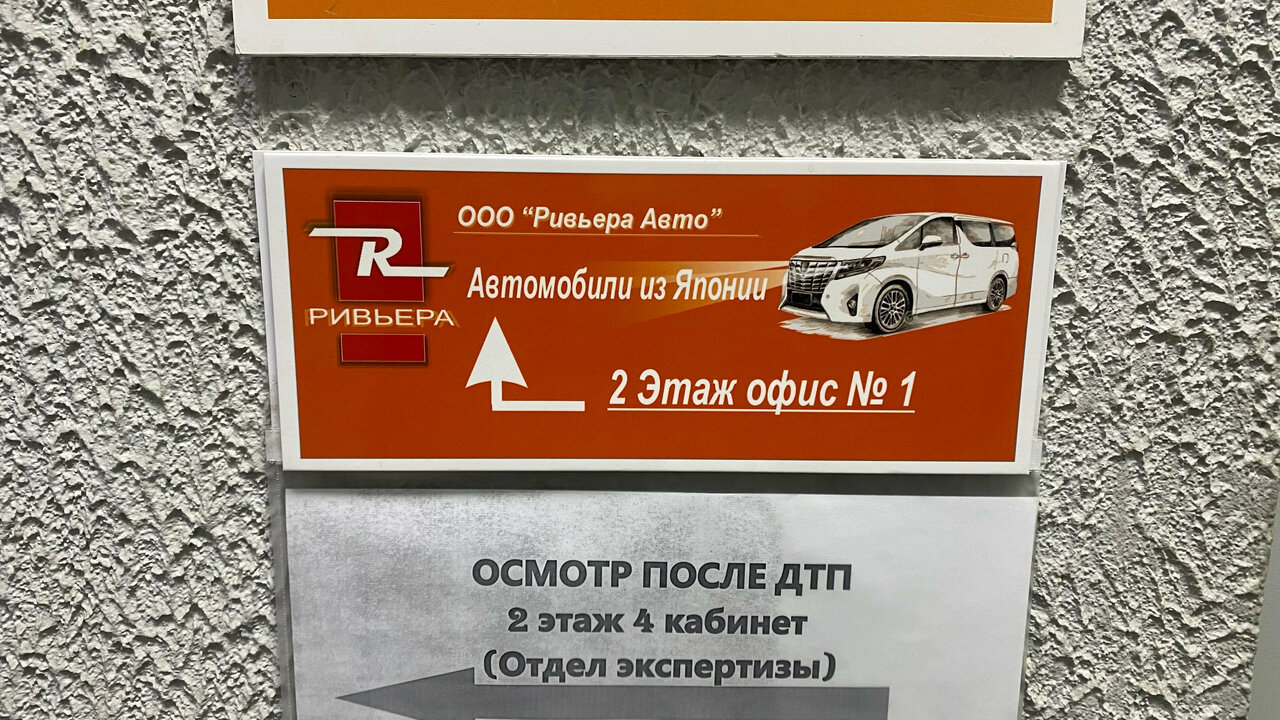 R
РИВЬЕРА
ООО “Ривьера Авто”
Автомобили из Японии
2 Этаж офис № 1
ОСМОТР ПОСЛЕ ДТП
2 этаж 4 кабинет
(Отдел экспертизы)